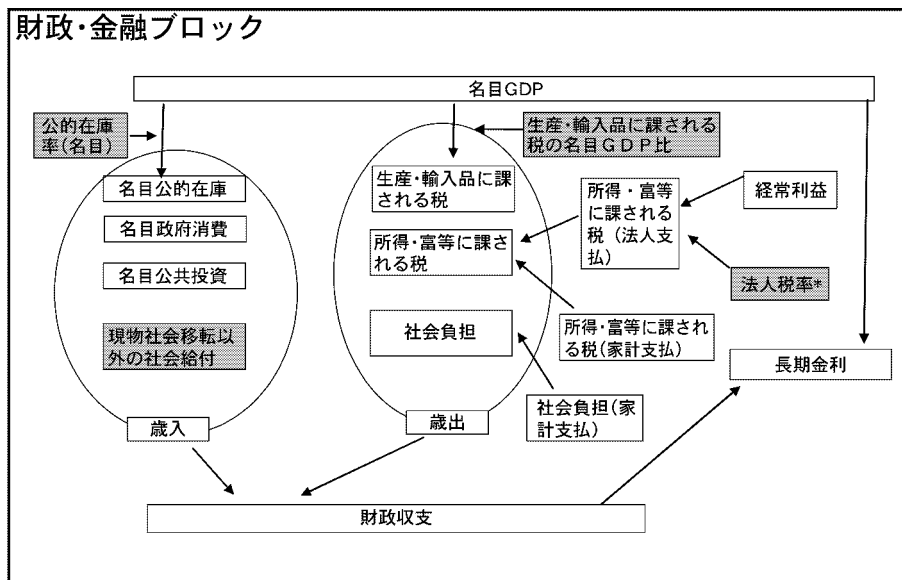 財政・金融ブロック
名目GDP
公的在庫
率(名目)
生産・輸入品に課される
税の名目GDP比
名目公的在庫
名目政府消費
名目公共投資
現物社会移転以
外の社会給付
歳入
生産・輸入品に課
される税
所得・富等に課さ
れる税
社会負担
歳出
所得・富等
に課される
税(法人支
払)
経常利益
法人税率*
所得・富等に課され
る税(家計支払)
社会負担(家
計支払)
長期金利
財政収支